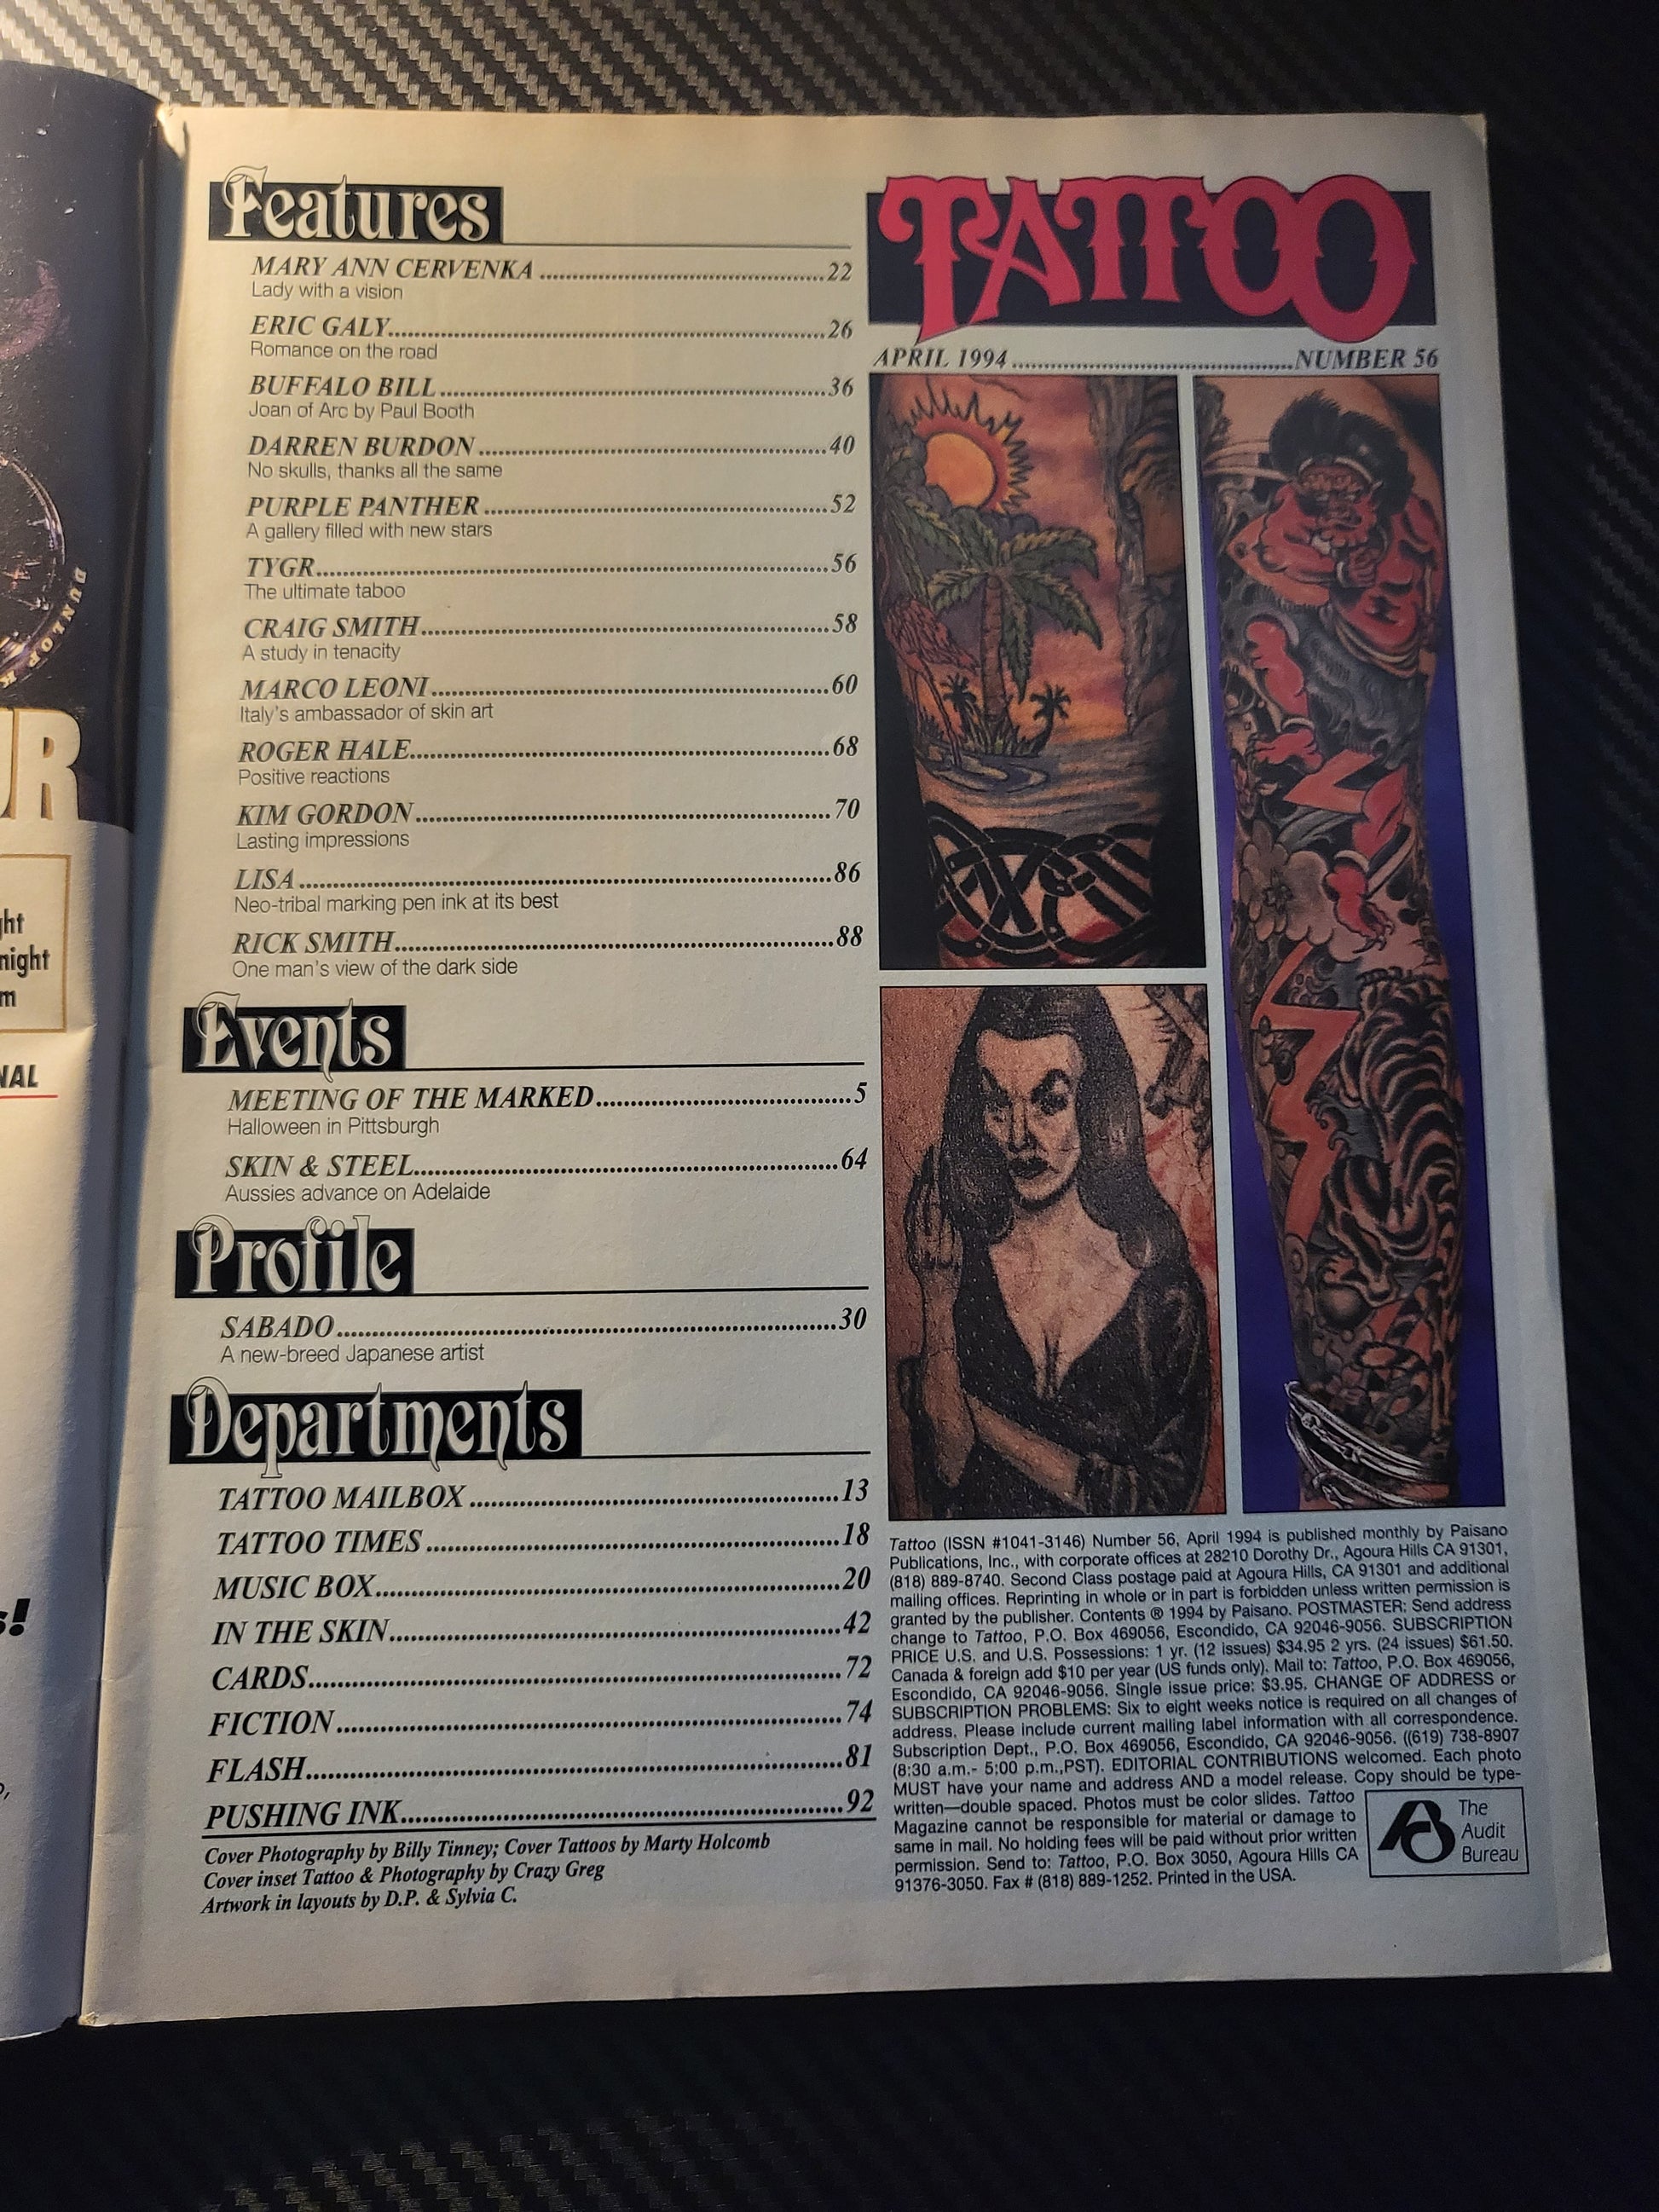 DUNLOP
UR
ght
night
m
NAL
s!
Features
MARY ANN CERVENKA ........ 22
Lady with a vision
ERIC GALY........ 26
Romance on the road
BUFFALO BILL ........ 36
Joan of Arc by Paul Booth
DARREN BURDON ........ 40
No skulls, thanks all the same
PURPLE PANTHER ........ 52
A gallery filled with new stars
TYGR........ 56
The ultimate taboo
CRAIG SMITH........ 58
A study in tenacity
MARCO LEONI ........ 60
Italy's ambassador of skin art
ROGER HALE........ 68
Positive reactions
KIM GORDON ........ 70
Lasting impressions
LISA ........ 86
Neo-tribal marking pen ink at its best
RICK SMITH........ 88
One man's view of the dark side
Events
MEETING OF THE MARKED........ 5
Halloween in Pittsburgh
SKIN & STEEL........ 64
Aussies advance on Adelaide
Profile
SABADO ........ 30
A new-breed Japanese artist
Departments
TATTOO MAILBOX ........ 13
TATTOO TIMES ........ 18
MUSIC BOX........ 20
IN THE SKIN........ 42
CARDS........ 72
FICTION ........ 74
FLASH........ 81
PUSHING INK........ 92
Cover Photography by Billy Tinney; Cover Tattoos by Marty Holcomb
Cover inset Tattoo & Photography by Crazy Greg
Artwork in layouts by D.P. & Sylvia C.
TATTOO
APRIL 1994 ........ NUMBER 56
Tattoo (ISSN #1041-3146) Number 56, April 1994 is published monthly by Paisano
Publications, Inc., with corporate offices at 28210 Dorothy Dr., Agoura Hills CA 91301,
(818) 889-8740. Second Class postage paid at Agoura Hills, CA 91301 and additional
mailing offices. Reprinting in whole or in part is forbidden unless written permission is
granted by the publisher. Contents ® 1994 by Paisano. POSTMASTER: Send address
change to Tattoo, P.O. Box 469056, Escondido, CA 92046-9056. SUBSCRIPTION
PRICE U.S. and U.S. Possessions: 1 yr. (12 issues) $34.95 2 yrs. (24 issues) $61.50.
Canada & foreign add $10 per year (US funds only). Mail to: Tattoo, P.O. Box 469056,
Escondido, CA 92046-9056. Single issue price: $3.95. CHANGE OF ADDRESS or
SUBSCRIPTION PROBLEMS: Six to eight weeks notice is required on all changes of
address. Please include current mailing label information with all correspondence.
Subscription Dept., P.O. Box 469056, Escondido, CA 92046-9056. ((619) 738-8907
(8:30 a.m.- 5:00 p.m.,PST). EDITORIAL CONTRIBUTIONS welcomed. Each photo
MUST have your name and address AND a model release. Copy should be type-
written—double spaced. Photos must be color slides. Tattoo
Magazine cannot be responsible for material or damage to
same in mail. No holding fees will be paid without prior written
permission. Send to: Tattoo, P.O. Box 3050, Agoura Hills CA
91376-3050. Fax # (818) 889-1252. Printed in the USA.
The
Audit
Bureau